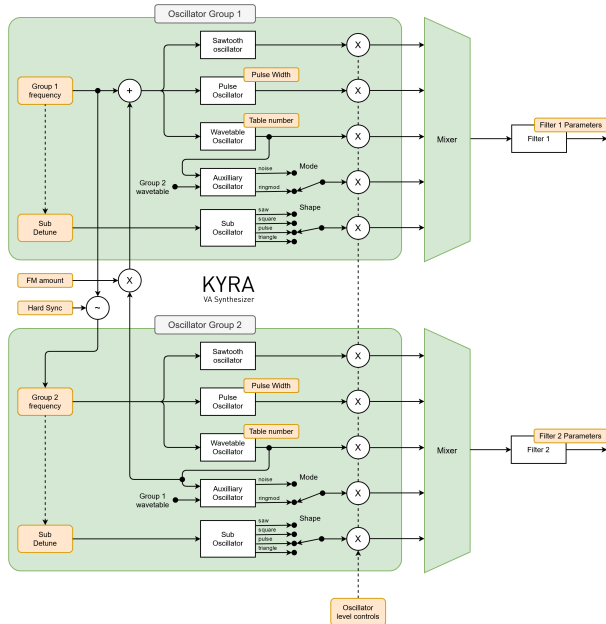 Oscillator Group 1
Sawtooth
oscillator
X
Group 1
frequency
+
Pulse Width
Pulse
Oscillator
X
Table number
Wavetable
Oscillator
X
Filter 1 Parameters
Filter 1
Mixer
Group 2
wavetable
Auxilliary
Oscillator
noise
ringmod
Mode
X
Sub
Detune
Sub
Oscillator
saw
square
pulse
triangle
Shape
X
FM amount
X
Hard Sync
~
KYRA
VA Synthesizer
Oscillator Group 2
Sawtooth
oscillator
X
Group 2
frequency
Pulse Width
Pulse
Oscillator
X
Table number
Wavetable
Oscillator
X
Filter 2 Parameters
Filter 2
Mixer
Group 1
wavetable
Auxilliary
Oscillator
noise
ringmod
Mode
X
Sub
Detune
Sub
Oscillator
saw
square
pulse
triangle
Shape
X
Oscillator
level controls